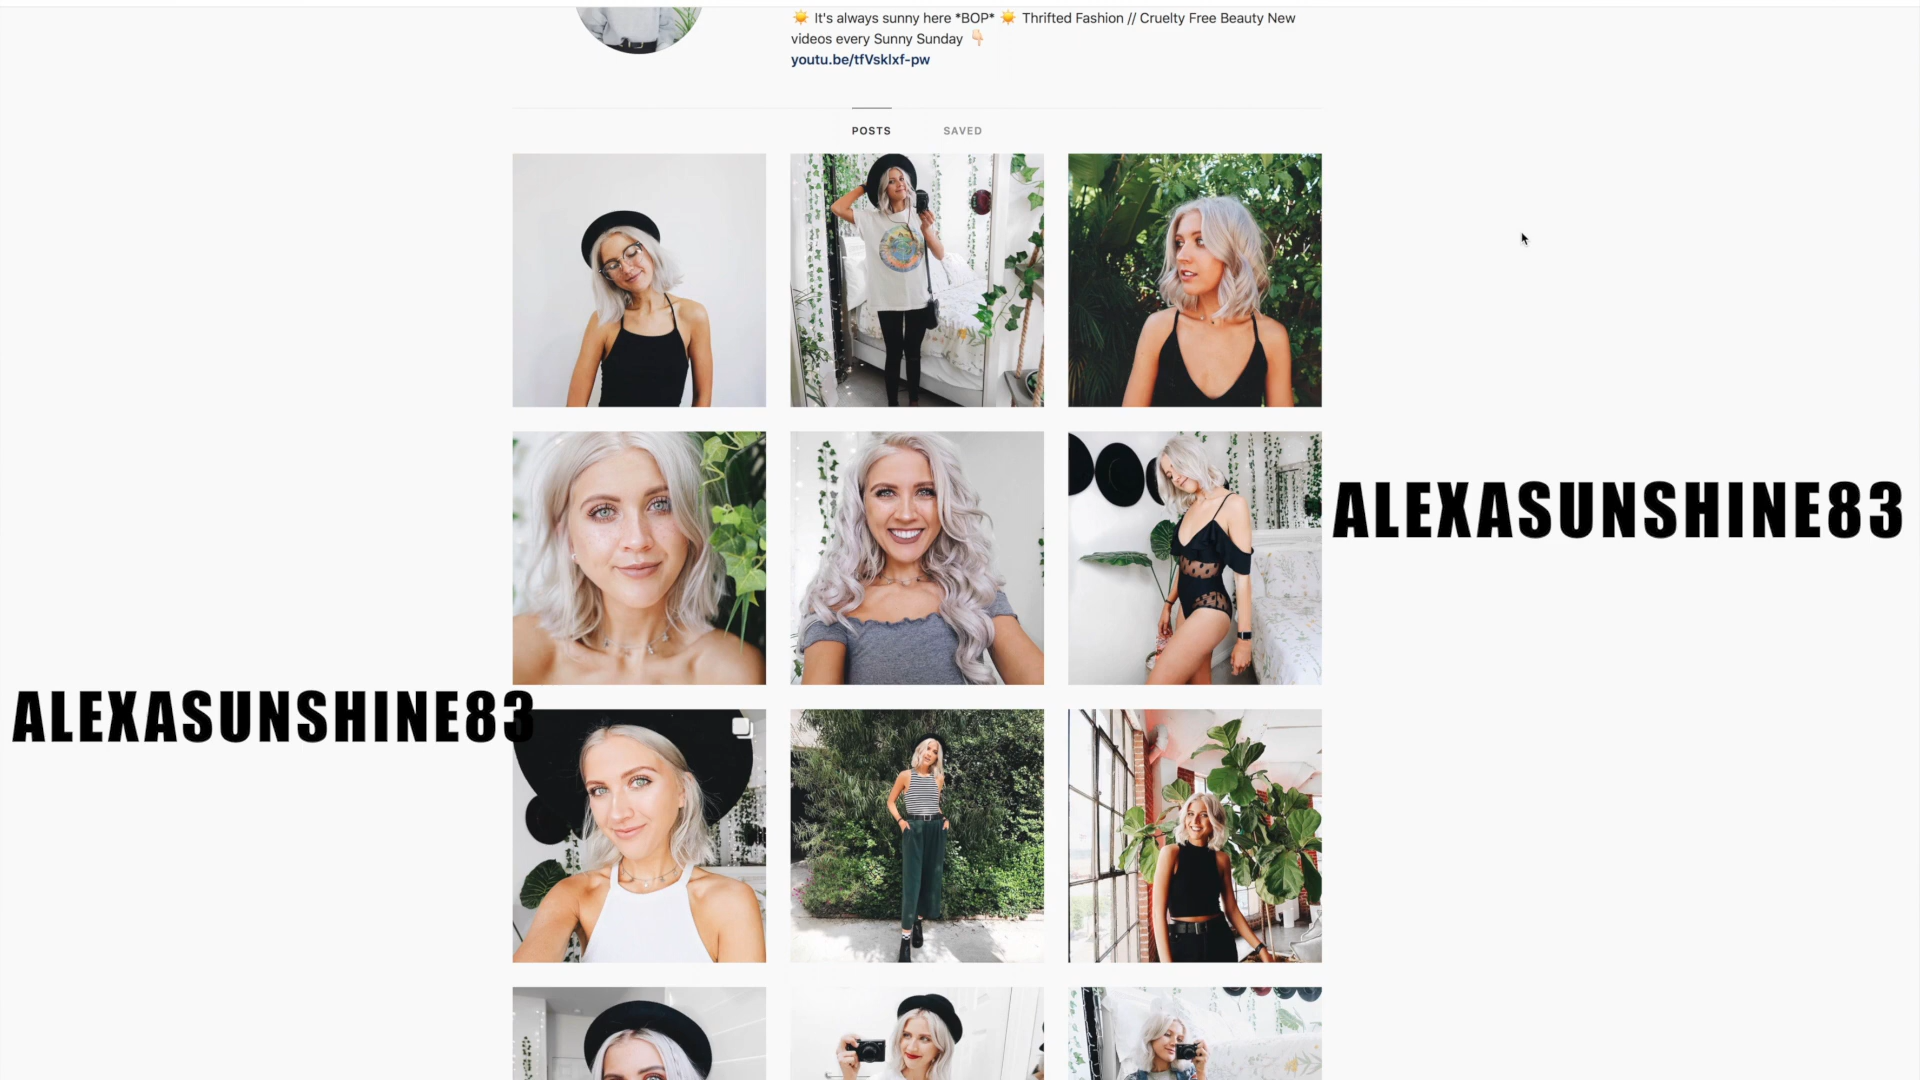 ☀️ It's always sunny here *BOP* ☀️ Thrifted Fashion // Cruelty Free Beauty New
videos every Sunny Sunday 👇🏻
youtu.be/tfVsklxf-pw
POSTS
SAVED
ALEXASUNSHINE83
ALEXASUNSHINE83